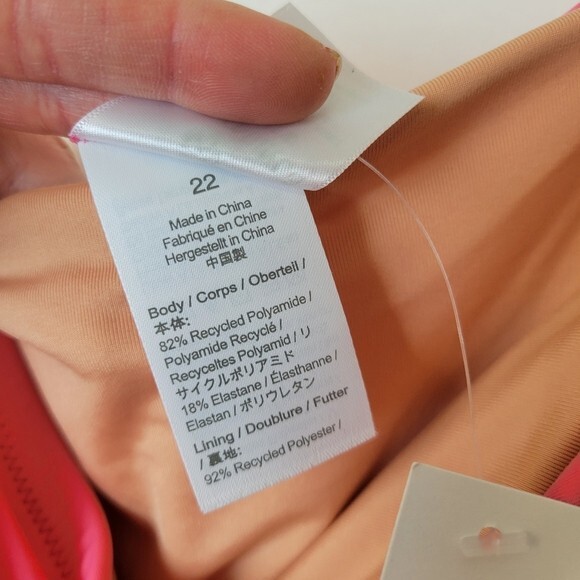 22
Made in China
Fabriqué en Chine
Hergestellt in China
中国製
Body / Corps / Oberteil /
本体:
82% Recycled Polyamide /
Polyamide Recyclé /
Recyceltes Polyamid / リ
サイクルポリアミド
18% Elastane / Élasthanne /
Elastan / ポリウレタン
Lining / Doublure / Futter
/ 裏地:
92% Recycled Polyester /